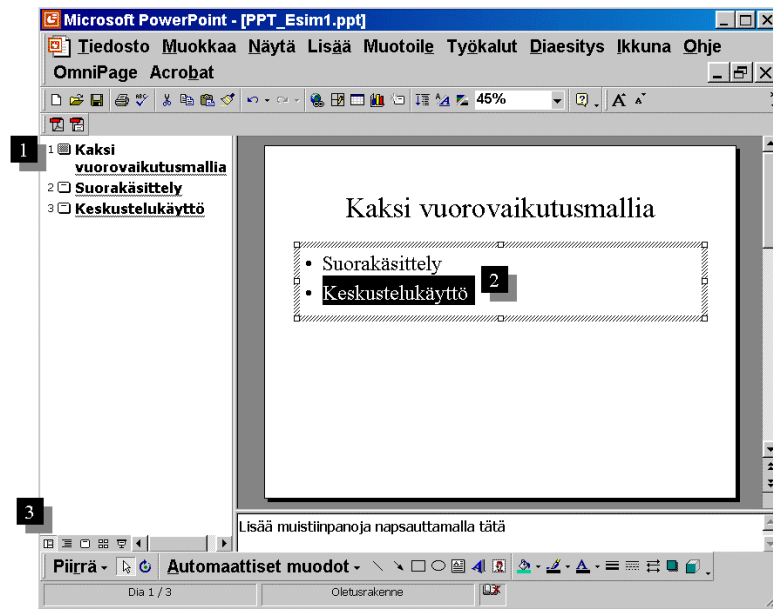 Microsoft PowerPoint - [PPT_Esim1.ppt]
Tiedosto Muokkaa Näytä Lisää Muotoile Työkalut Diaesitys Ikkuna Ohje
OmniPage Acrobat
45%
1
1 Kaksi
vuorovaikutusmallia
2 Suorakäsittely
3 Keskustelukäyttö
Kaksi vuorovaikutusmallia
• Suorakäsittely
• Keskustelukäyttö
2
3
Lisää muistiinpanoja napsauttamalla tätä
Piirrä Automaattiset muodot
Dia 1 / 3 Oletusrakenne